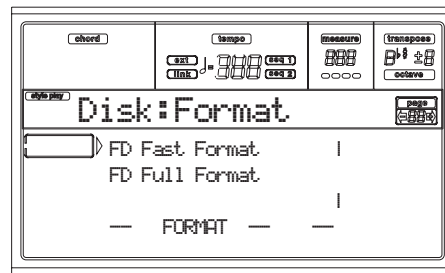 chord tempo measure transpose
ext seq 1
link seq 2
octave
style play page
Disk:Format
FD Fast Format
FD Full Format
FORMAT